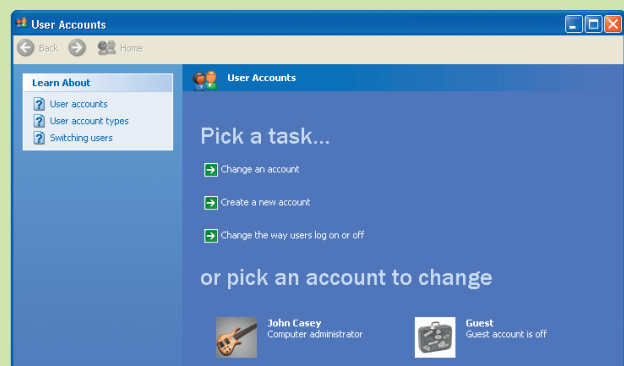 User Accounts
Back Home
Learn About
User accounts
User account types
Switching users
User Accounts
Pick a task...
Change an account
Create a new account
Change the way users log on or off
or pick an account to change
John Casey
Computer administrator
Guest
Guest account is off